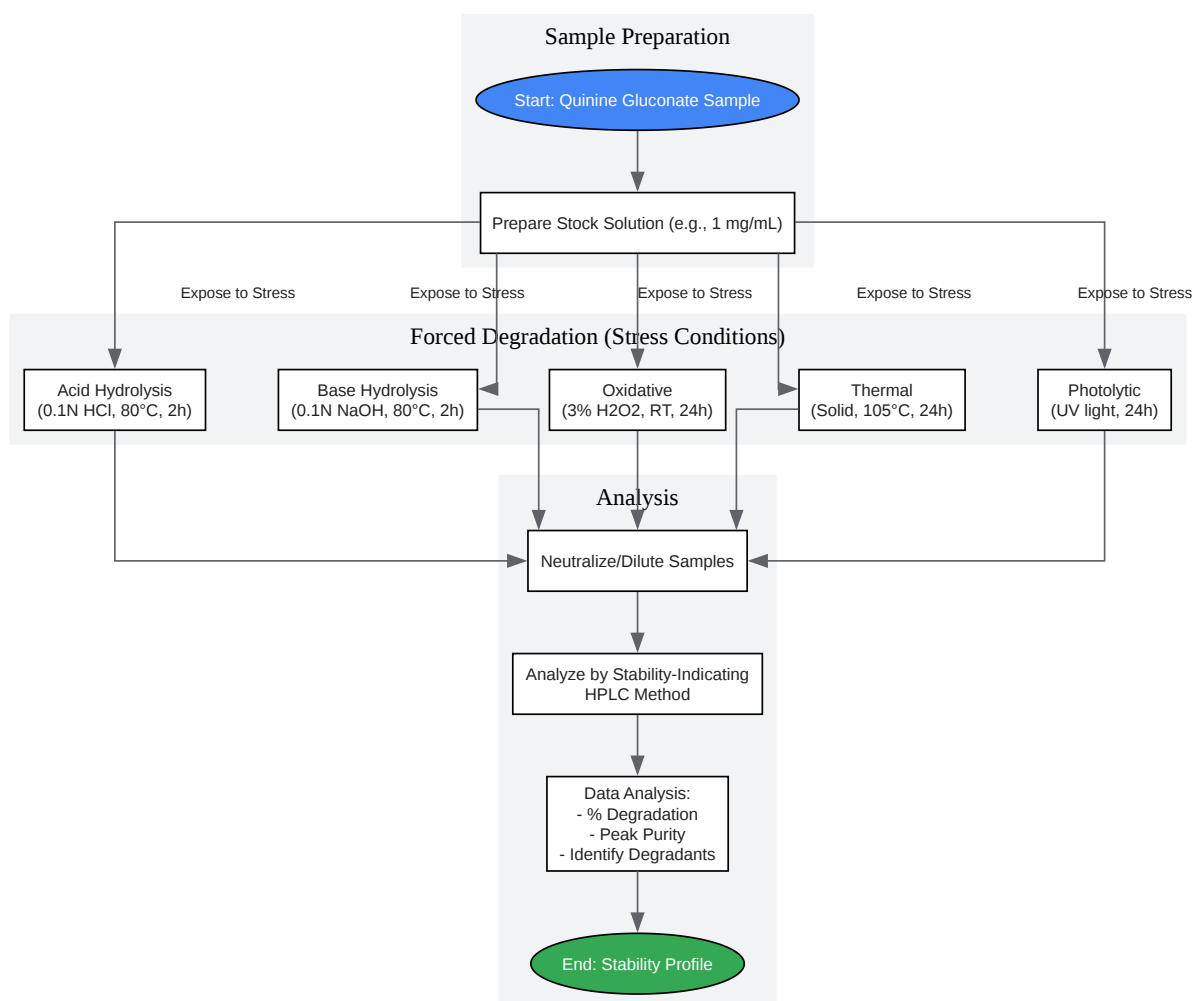 Sample Preparation
Start: Quinine Gluconate Sample
Prepare Stock Solution (e.g., 1 mg/mL)
Expose to Stress
Expose to Stress
Expose to Stress
Expose to Stress
Expose to Stress
Forced Degradation (Stress Conditions)
Acid Hydrolysis
(0.1N HCl, 80°C, 2h)
Base Hydrolysis
(0.1N NaOH, 80°C, 2h)
Oxidative
(3% H2O2, RT, 24h)
Thermal
(Solid, 105°C, 24h)
Photolytic
(UV light, 24h)
Analysis
Neutralize/Dilute Samples
Analyze by Stability-Indicating
HPLC Method
Data Analysis:
- % Degradation
- Peak Purity
- Identify Degradants
End: Stability Profile